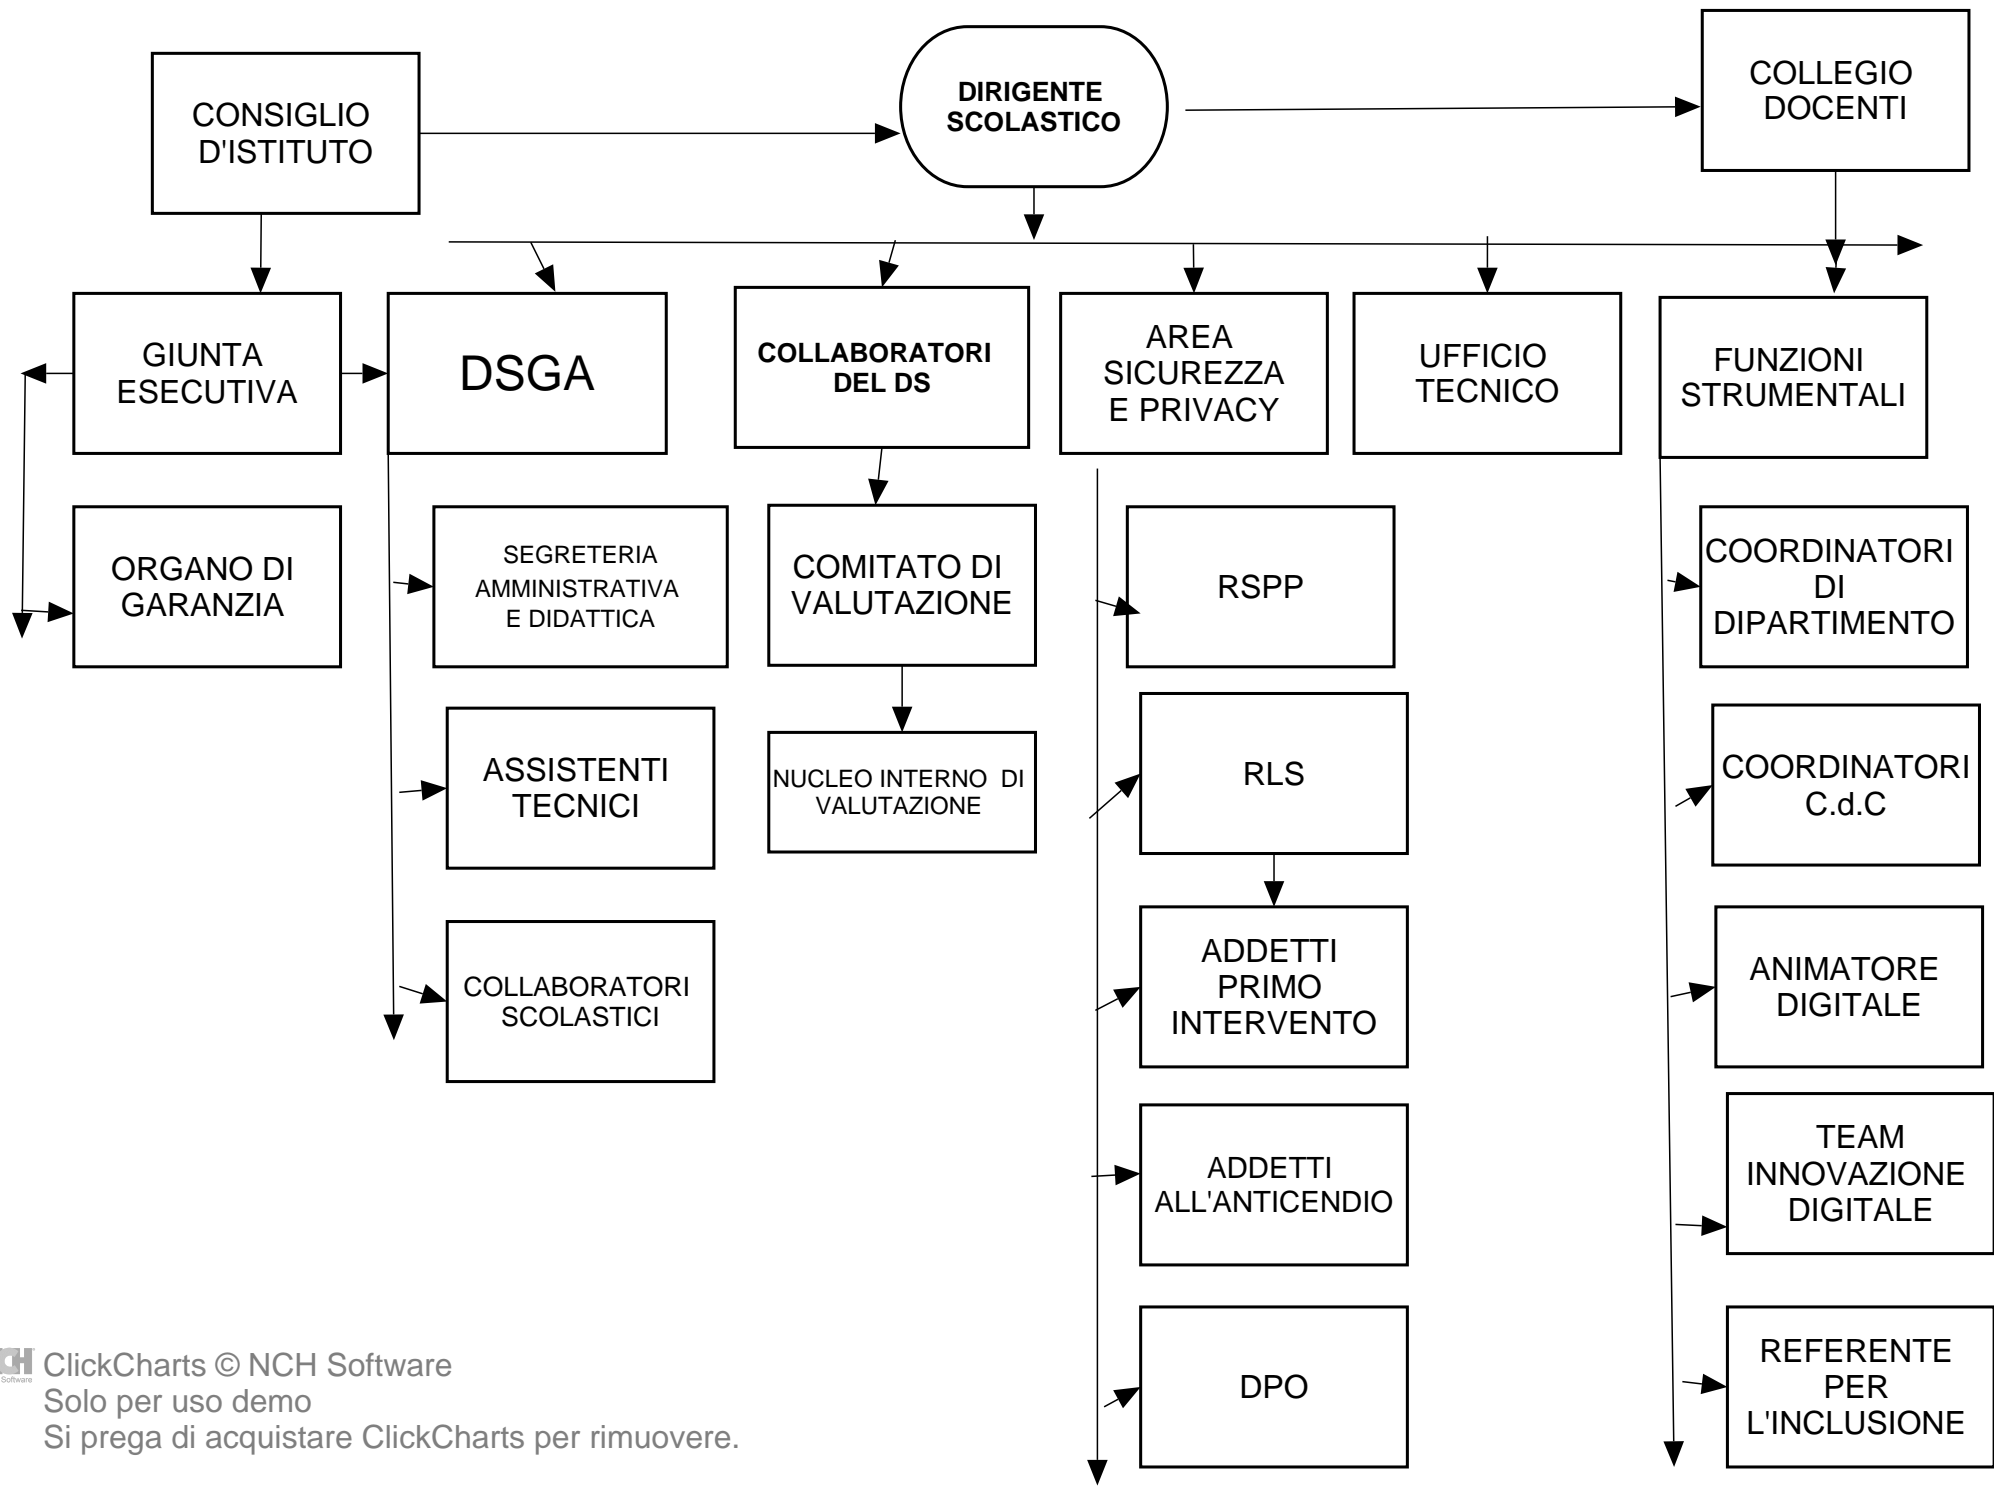 CONSIGLIO
D'ISTITUTO
DIRIGENTE
SCOLASTICO
COLLEGIO
DOCENTI
GIUNTA
ESECUTIVA
DSGA
COLLABORATORI
DEL DS
AREA
SICUREZZA
E PRIVACY
UFFICIO
TECNICO
FUNZIONI
STRUMENTALI
ORGANO DI
GARANZIA
SEGRETERIA
AMMINISTRATIVA
E DIDATTICA
COMITATO DI
VALUTAZIONE
RSPP
COORDINATORI
DI
DIPARTIMENTO
ASSISTENTI
TECNICI
NUCLEO INTERNO DI
VALUTAZIONE
RLS
COORDINATORI
C.d.C
COLLABORATORI
SCOLASTICI
ADDETTI
PRIMO
INTERVENTO
ANIMATORE
DIGITALE
ADDETTI
ALL'ANTICENDIO
TEAM
INNOVAZIONE
DIGITALE
DPO
REFERENTE
PER
L'INCLUSIONE
CH
Software
ClickCharts © NCH Software
Solo per uso demo
Si prega di acquistare ClickCharts per rimuovere.